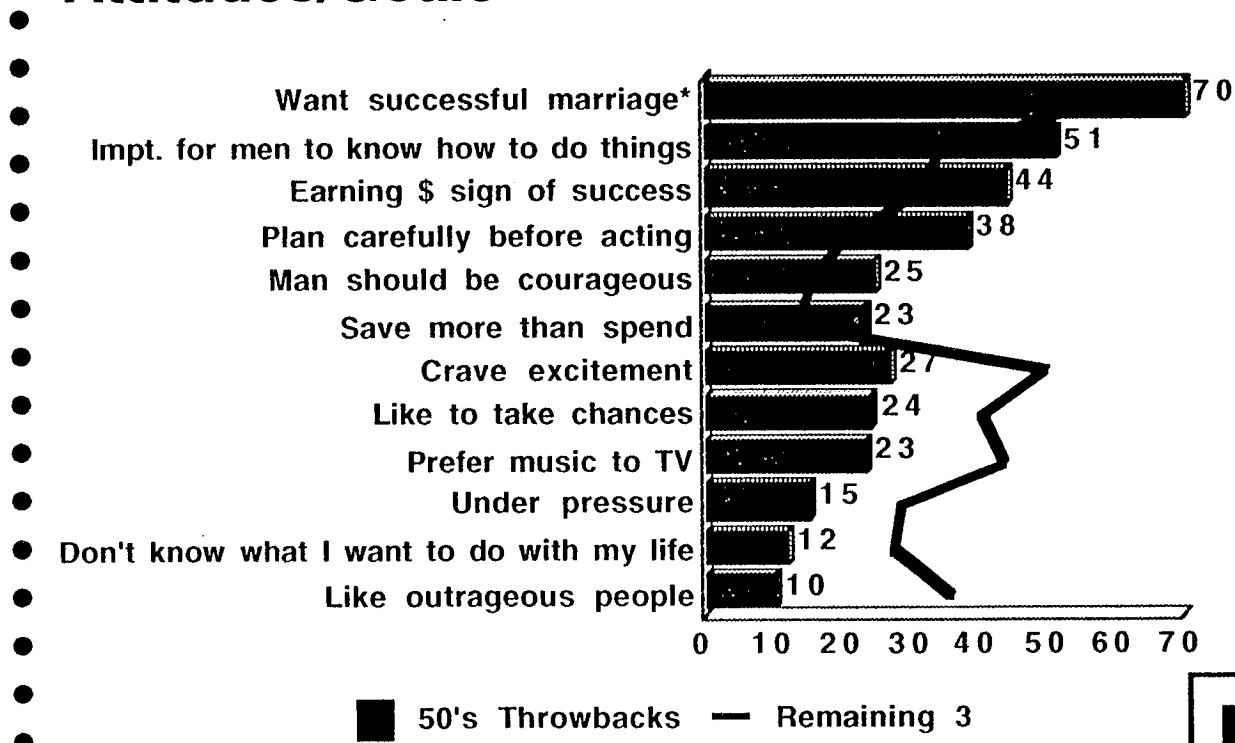 Want successful marriage* 70
Impt. for men to know how to do things 51
Earning $ sign of success 44
Plan carefully before acting 38
Man should be courageous 25
Save more than spend 23
Crave excitement 27
Like to take chances 24
Prefer music to TV 23
Under pressure 15
Don't know what I want to do with my life 12
Like outrageous people 10
0 10 20 30 40 50 60 70
50's Throwbacks Remaining 3